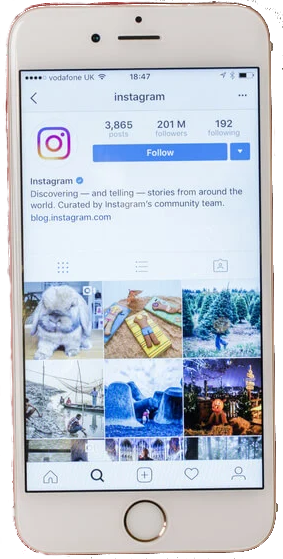 vodafone UK 18:47
instagram
3,865 201 M 192
posts followers following
Follow
Instagram
Discovering — and telling — stories from around the
world. Curated by Instagram's community team.
blog.instagram.com